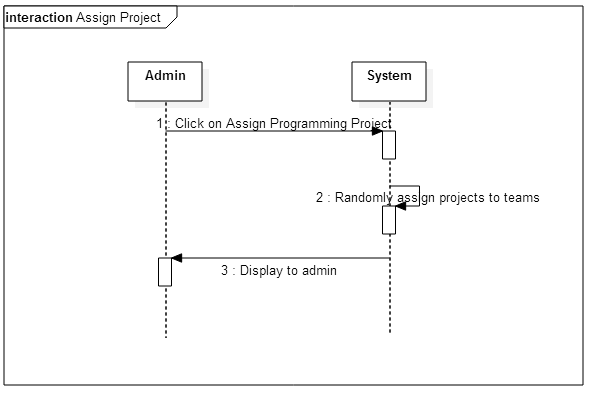 interaction Assign Project
Admin
System
1 : Click on Assign Programming Project
2 : Randomly assign projects to teams
3 : Display to admin